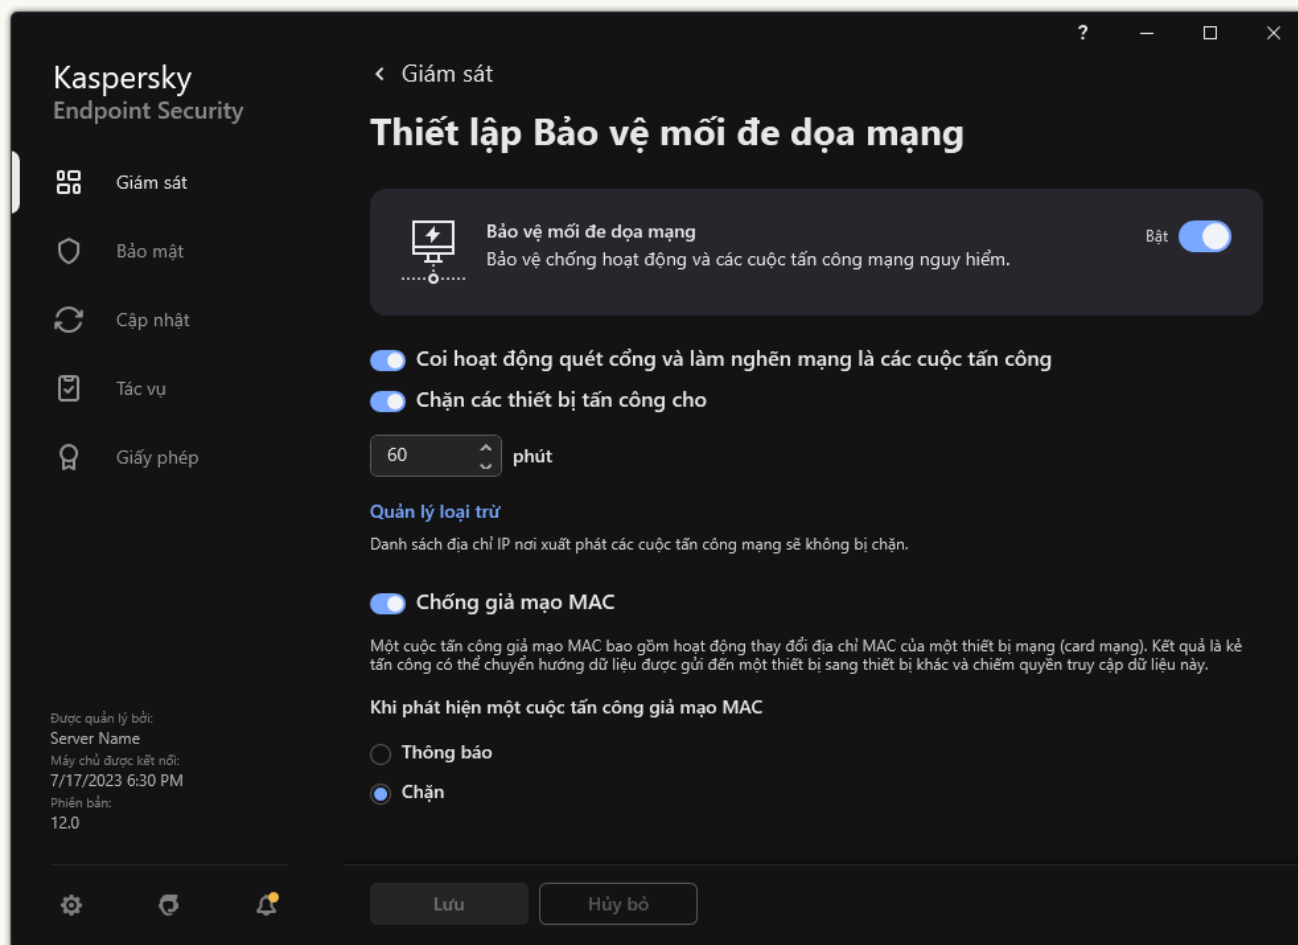 ?
Kaspersky
Endpoint Security
Giám sát
Bảo mật
Cập nhật
Tác vụ
Giấy phép
Được quản lý bởi:
Server Name
Máy chủ được kết nối:
7/17/2023 6:30 PM
Phiên bản:
12.0
Giám sát
Thiết lập Bảo vệ mối đe dọa mạng
Bảo vệ mối đe dọa mạng
Bảo vệ chống hoạt động và các cuộc tấn công mạng nguy hiểm.
Bật
Coi hoạt động quét cổng và làm nghẽn mạng là các cuộc tấn công
Chặn các thiết bị tấn công cho
60 phút
Quản lý loại trừ
Danh sách địa chỉ IP nơi xuất phát các cuộc tấn công mạng sẽ không bị chặn.
Chống giả mạo MAC
Một cuộc tấn công giả mạo MAC bao gồm hoạt động thay đổi địa chỉ MAC của một thiết bị mạng (card mạng). Kết quả là kẻ
tấn công có thể chuyển hướng dữ liệu được gửi đến một thiết bị sang thiết bị khác và chiếm quyền truy cập dữ liệu này.
Khi phát hiện một cuộc tấn công giả mạo MAC
Thông báo
Chặn
Lưu
Hủy bỏ